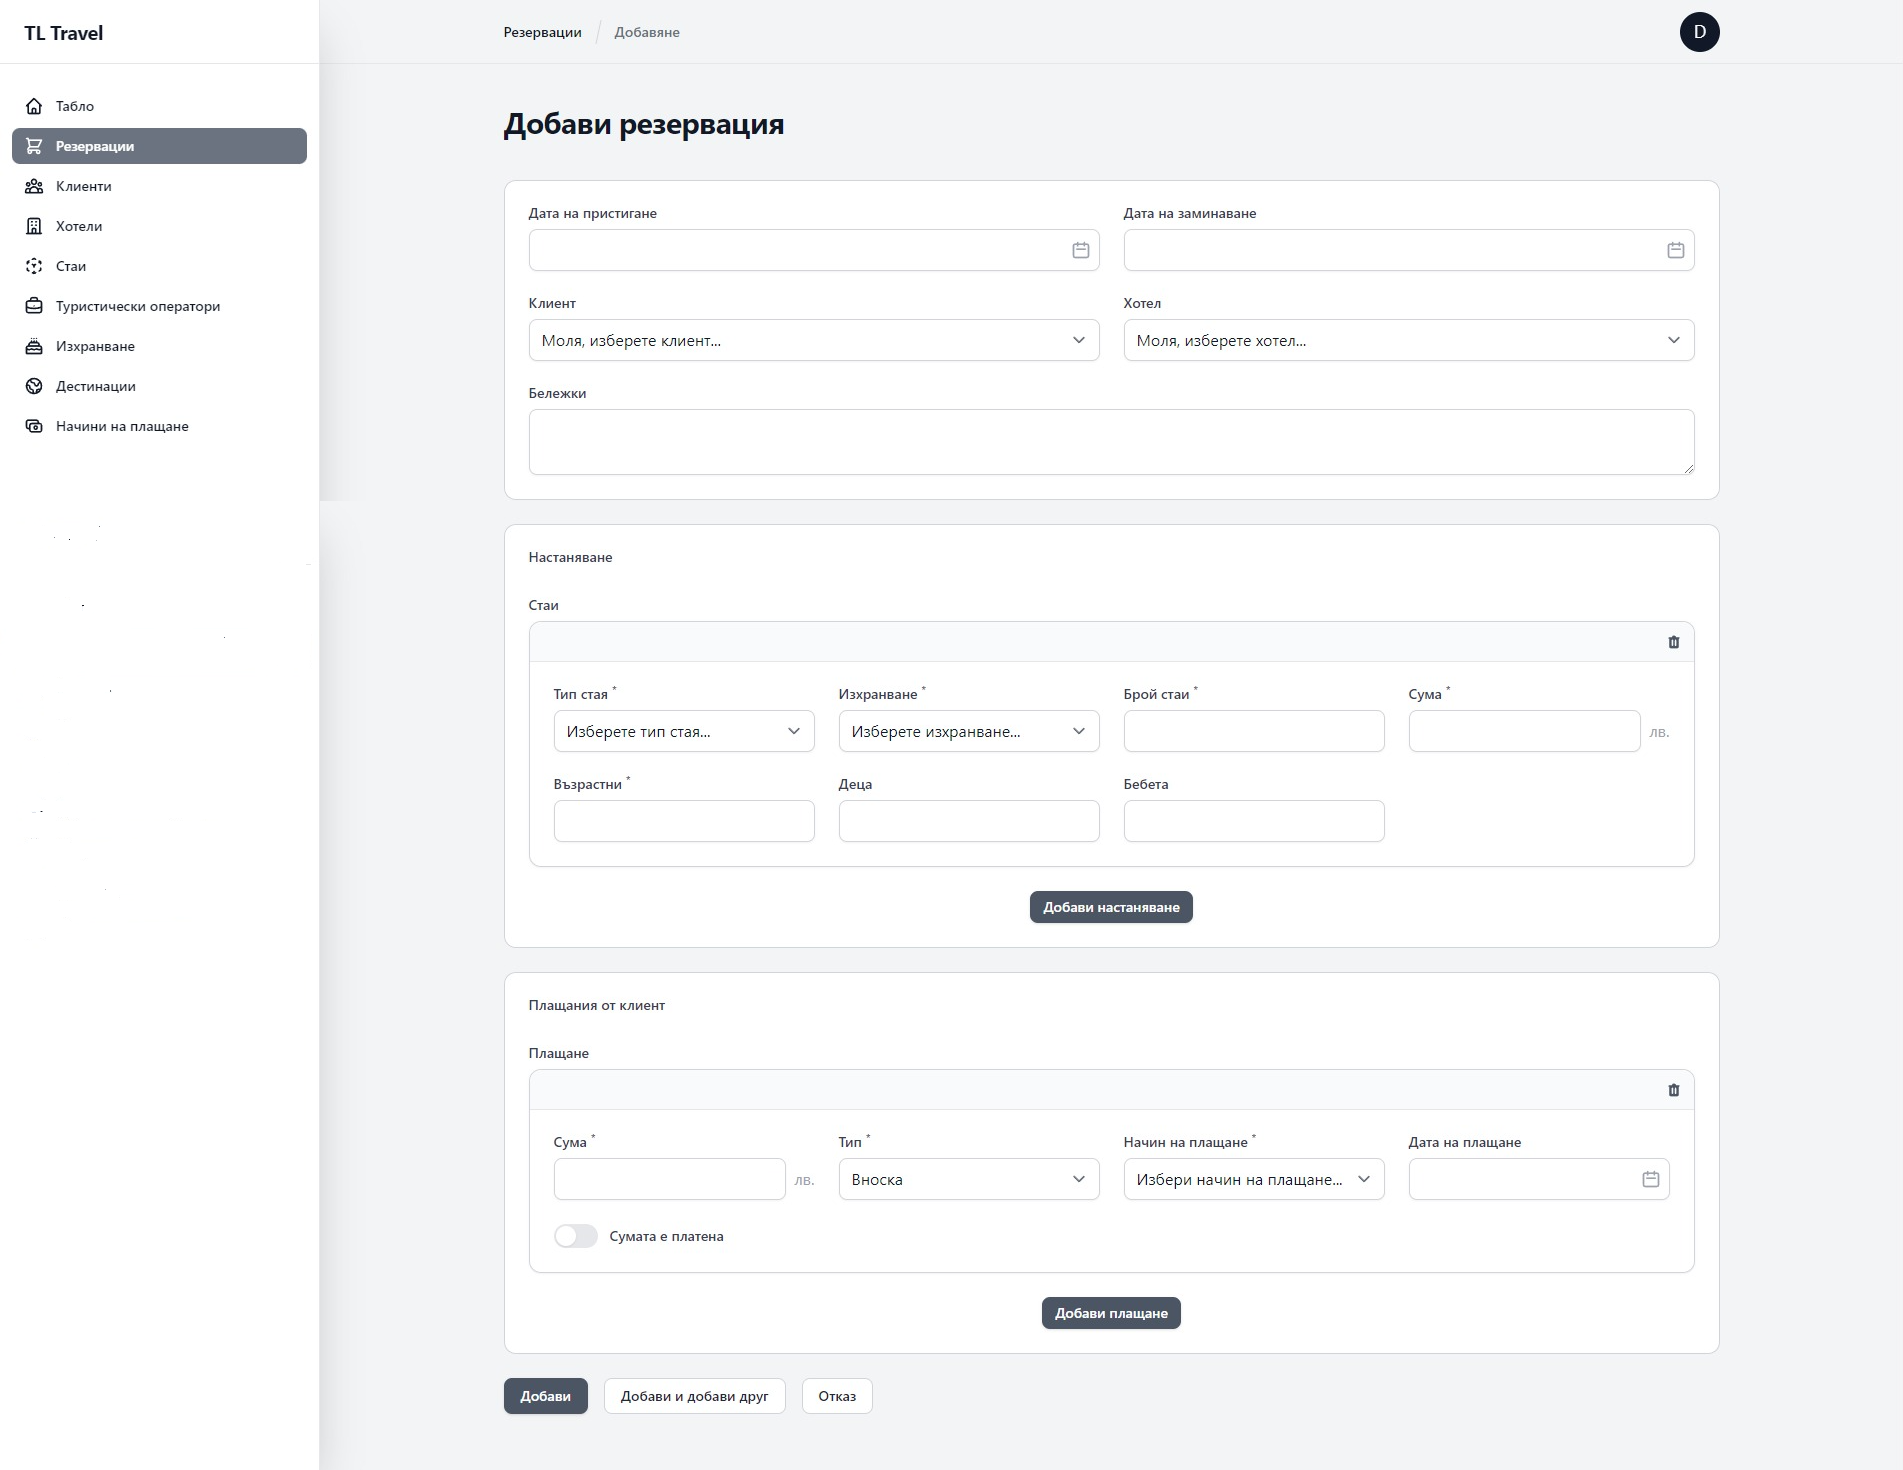 TL Travel
Резервации
Добавяне
D
Табло
Резервации
Клиенти
Хотели
Стаи
Туристически оператори
Изхранване
Дестинации
Начини на плащане
Добави резервация
Дата на пристигане
Дата на заминаване
Клиент
Хотел
Моля, изберете клиент...
Моля, изберете хотел...
Бележки
Настаняване
Стаи
Тип стая *
Изхранване *
Брой стаи *
Сума *
Изберете тип стая...
Изберете изхранване...
лв.
Възрастни *
Деца
Бебета
Добави настаняване
Плащания от клиент
Плащане
Сума *
Тип *
Начин на плащане *
Дата на плащане
лв.
Вноска
Избери начин на плащане...
Сумата е платена
Добави плащане
Добави
Добави и добави друг
Отказ